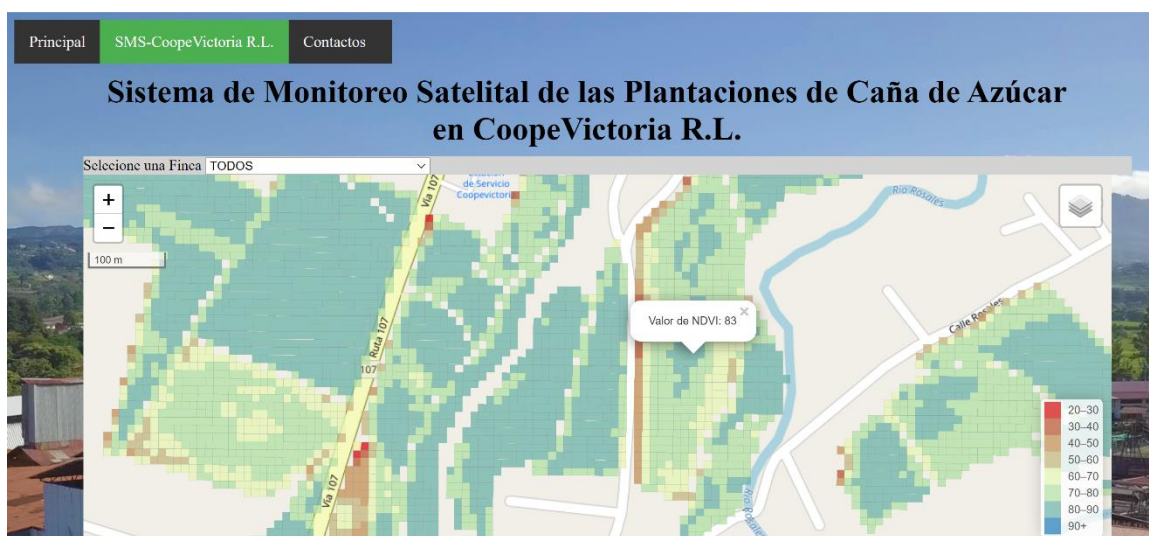 Principal
SMS-CoopeVictoria R.L.
Contactos
Sistema de Monitoreo Satelital de las Plantaciones de Caña de Azúcar
en CoopeVictoria R.L.
Selecione una Finca TODOS
+
−
100 m
Via 107
de Servicio
Coopevictoria
Río Rosales
Valor de NDVI: 83 ×
Calle Rosales
Ruta 107
107
Via 107
Río Rosales
20–30
30–40
40–50
50–60
60–70
70–80
80–90
90+